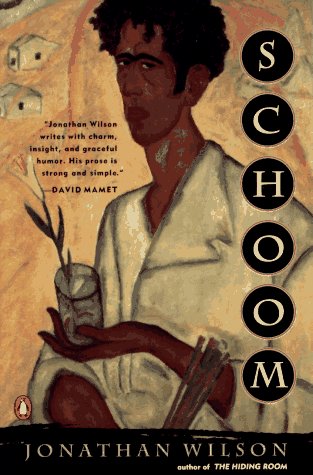 SCHOOM
"Jonathan Wilson
writes with charm,
insight, and graceful
humor. His prose is
strong and simple."
—DAVID MAMET
JONATHAN WILSON
author of THE HIDING ROOM